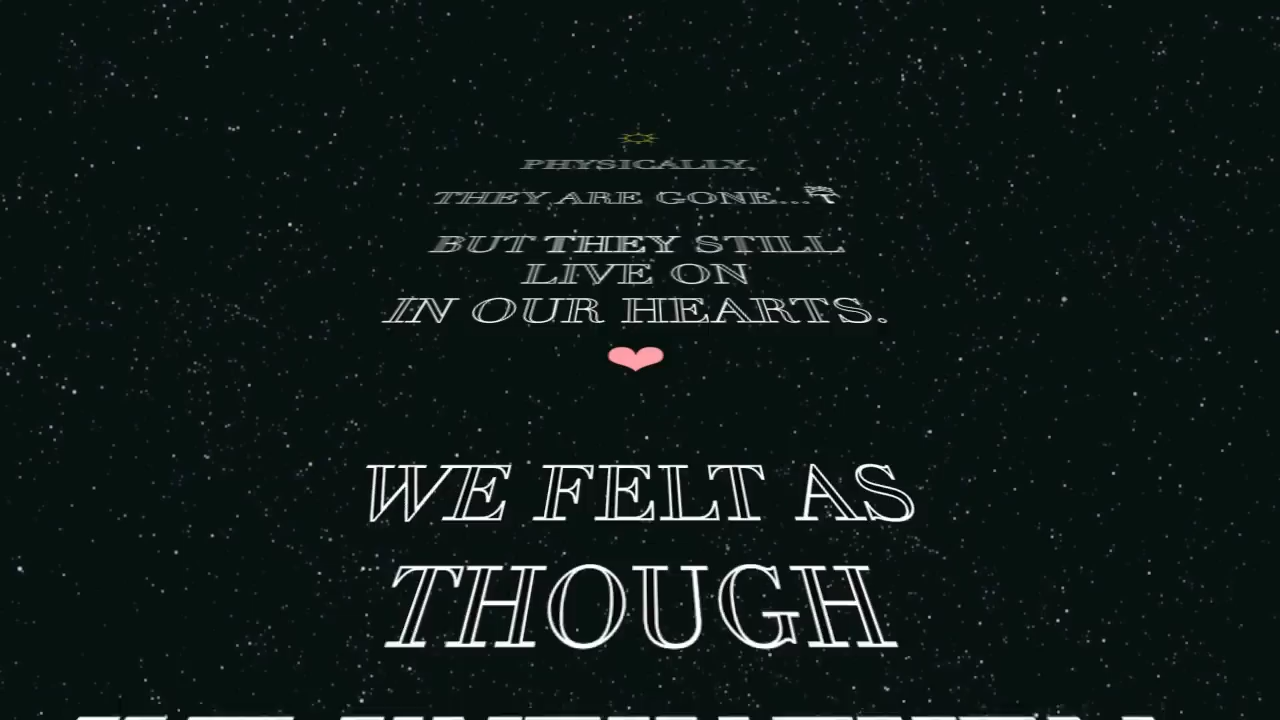 PHYSICALLY,
THEY ARE GONE...
BUT THEY STILL
LIVE ON
IN OUR HEARTS.
WE FELT AS
THOUGH